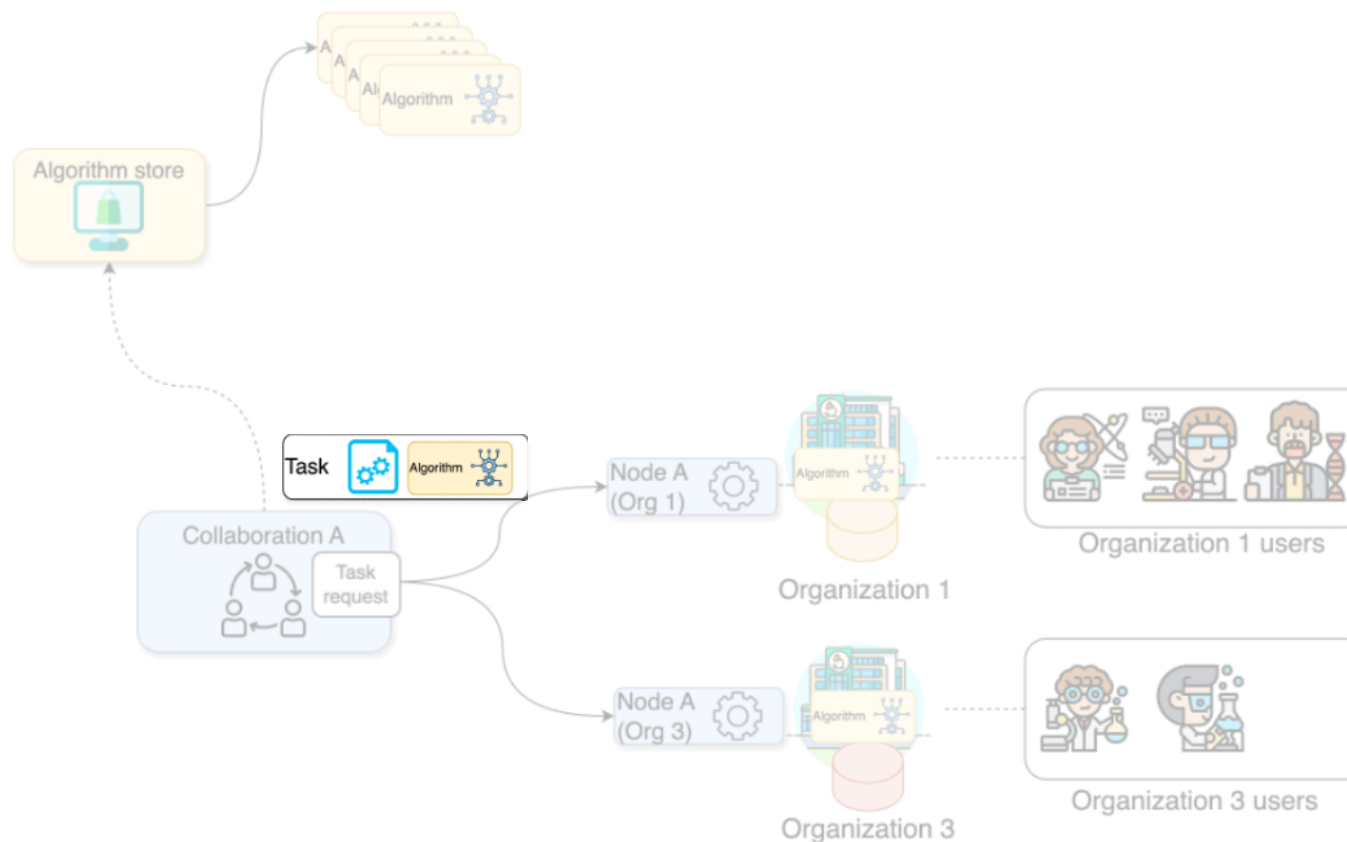 Algorithm
Algorithm store
Task
Algorithm
Collaboration A
Task
request
Node A
(Org 1)
Algorithm
Organization 1
Organization 1 users
Node A
(Org 3)
Algorithm
Organization 3
Organization 3 users